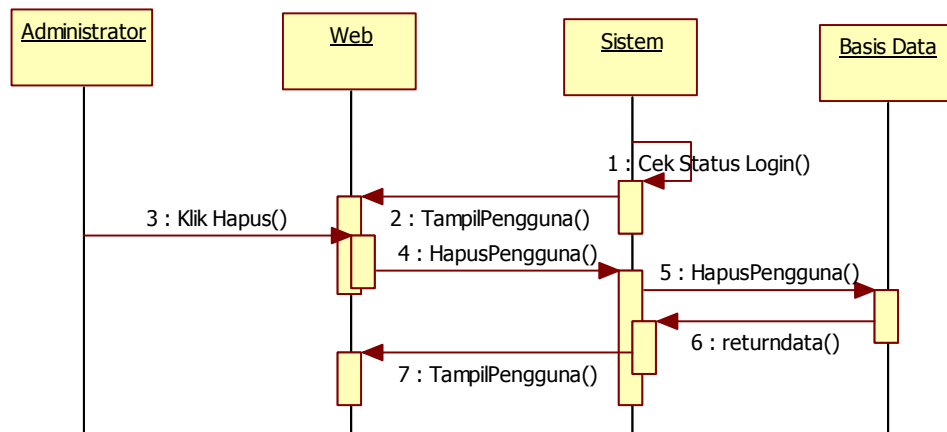 Administrator
Web
Sistem
Basis Data
1 : Cek Status Login()
2 : TampilPengguna()
3 : Klik Hapus()
4 : HapusPengguna()
5 : HapusPengguna()
6 : returndata()
7 : TampilPengguna()